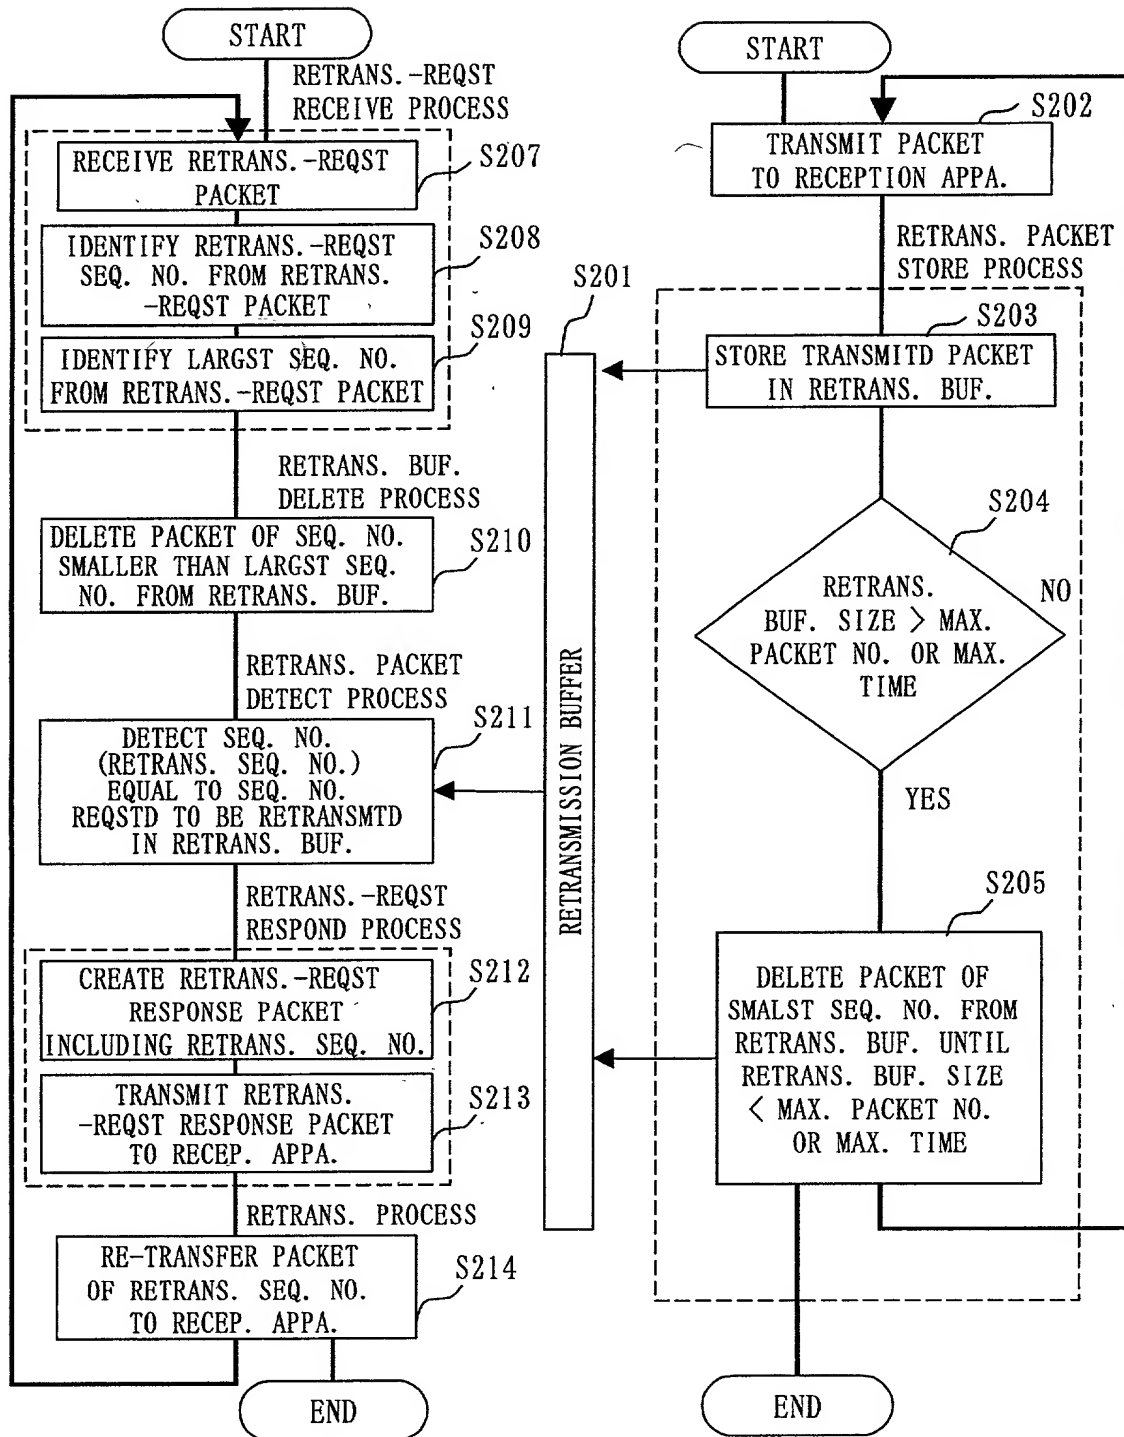 START
RETRANS.-REQST
RECEIVE PROCESS
RECEIVE RETRANS.-REQST
PACKET
S207
IDENTIFY RETRANS.-REQST
SEQ. NO. FROM RETRANS.
-REQST PACKET
S208
IDENTIFY LARGST SEQ. NO.
FROM RETRANS.-REQST PACKET
S209
RETRANS. BUF.
DELETE PROCESS
DELETE PACKET OF SEQ. NO.
SMALLER THAN LARGST SEQ.
NO. FROM RETRANS. BUF.
S210
RETRANS. PACKET
DETECT PROCESS
DETECT SEQ. NO.
(RETRANS. SEQ. NO.)
EQUAL TO SEQ. NO.
REQSTD TO BE RETRANSMTD
IN RETRANS. BUF.
S211
RETRANS.-REQST
RESPOND PROCESS
CREATE RETRANS.-REQST
RESPONSE PACKET
INCLUDING RETRANS. SEQ. NO.
S212
TRANSMIT RETRANS.
-REQST RESPONSE PACKET
TO RECEP. APPA.
S213
RETRANS. PROCESS
RE-TRANSFER PACKET
OF RETRANS. SEQ. NO.
TO RECEP. APPA.
S214
END
S201
RETRANSMISSION BUFFER
START
S202
TRANSMIT PACKET
TO RECEPTION APPA.
RETRANS. PACKET
STORE PROCESS
S203
STORE TRANSMITD PACKET
IN RETRANS. BUF.
S204
RETRANS.
BUF. SIZE > MAX.
PACKET NO. OR MAX.
TIME
NO
YES
S205
DELETE PACKET OF
SMALST SEQ. NO. FROM
RETRANS. BUF. UNTIL
RETRANS. BUF. SIZE
< MAX. PACKET NO.
OR MAX. TIME
END